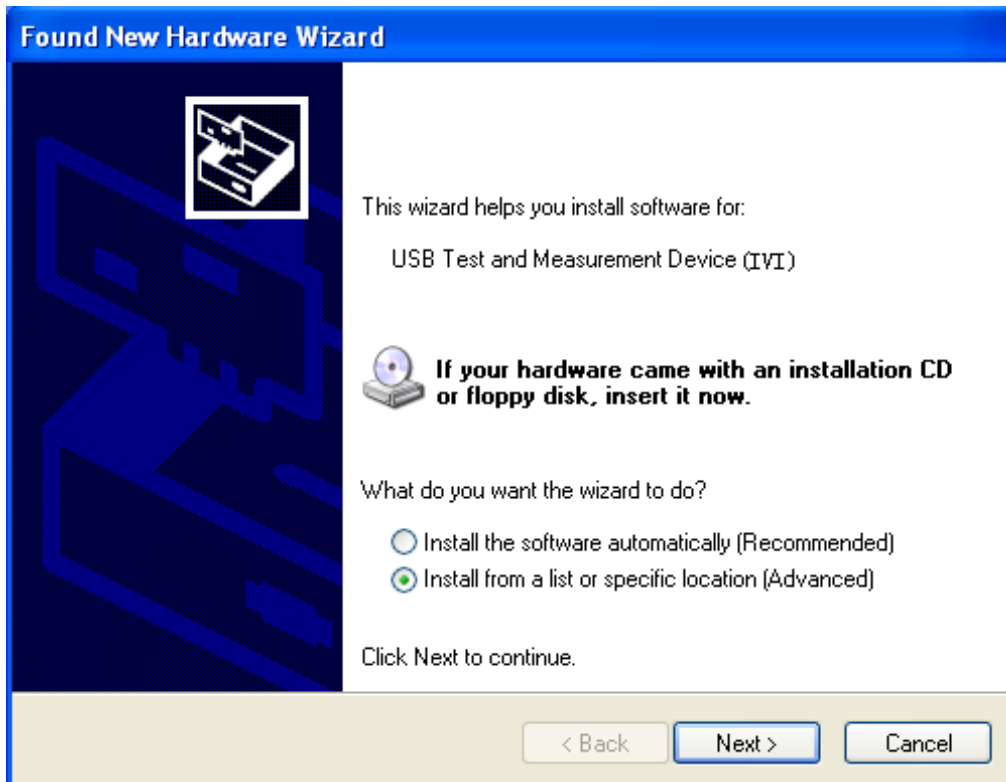 Found New Hardware Wizard
This wizard helps you install software for:
USB Test and Measurement Device (IVI)
If your hardware came with an installation CD
or floppy disk, insert it now.
What do you want the wizard to do?
Install the software automatically (Recommended)
Install from a list or specific location (Advanced)
Click Next to continue.
< Back Next > Cancel